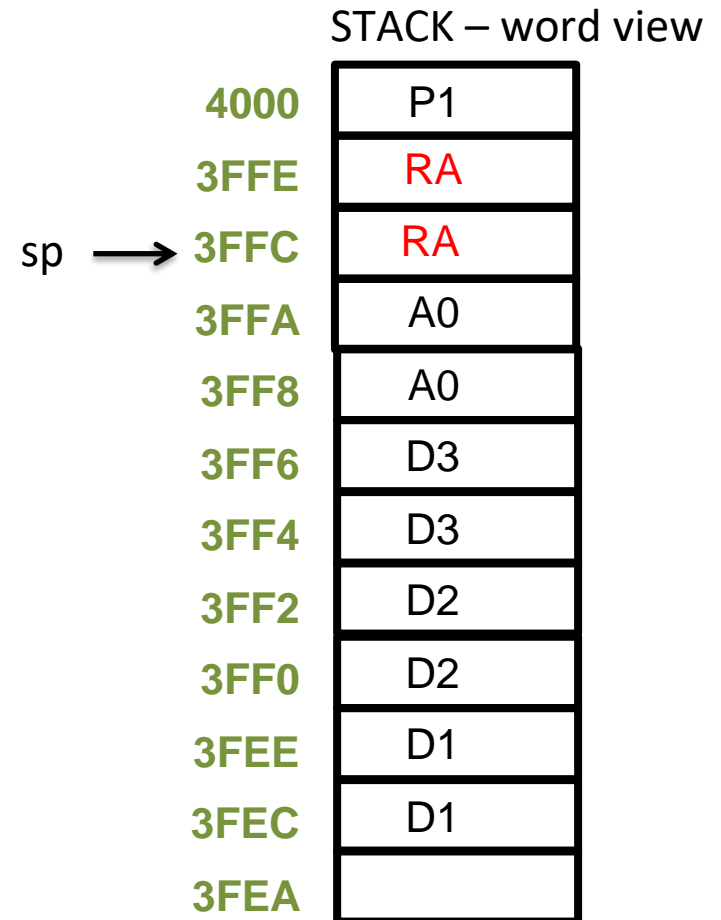 STACK – word view
4000 P1
3FFE RA
sp 3FFC RA
3FFA A0
3FF8 A0
3FF6 D3
3FF4 D3
3FF2 D2
3FF0 D2
3FEE D1
3FEC D1
3FEA